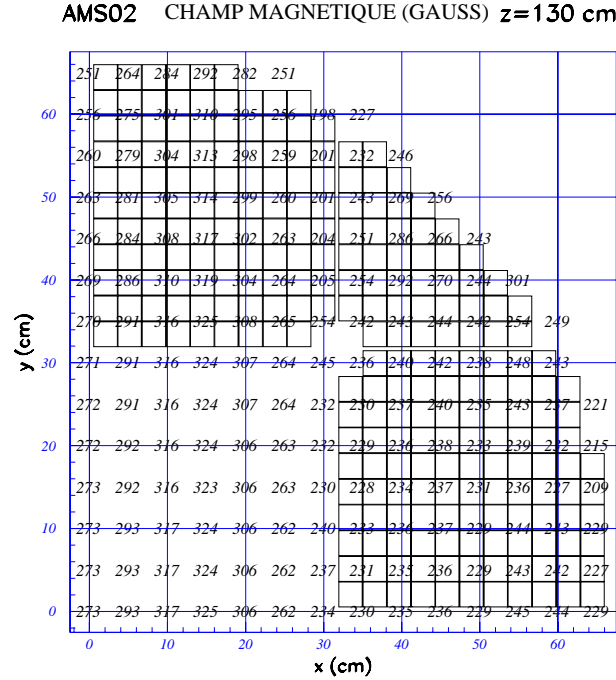 AMS02 CHAMP MAGNETIQUE (GAUSS) z=130 cm
251 264 284 292 282 251
60 256 275 301 310 295 256 198 227
260 279 304 313 298 259 201 232 246
50 263 281 305 314 299 260 201 243 269 256
266 284 308 317 302 263 204 251 286 266 243
40 269 286 310 319 304 264 205 254 292 270 244 301
270 291 316 325 308 265 254 242 243 244 242 254 249
30 271 291 316 324 307 264 245 236 240 242 238 248 243
272 291 316 324 307 264 232 230 237 240 235 243 237 221
20 272 292 316 324 306 263 232 229 236 238 233 239 232 215
273 292 316 323 306 263 230 228 234 237 231 236 227 209
10 273 293 317 324 306 262 240 233 236 237 229 244 243 229
273 293 317 324 306 262 237 231 235 236 229 243 242 227
0 273 293 317 325 306 262 234 230 235 236 229 245 244 229
0 10 20 30 40 50 60
x (cm)
y (cm)